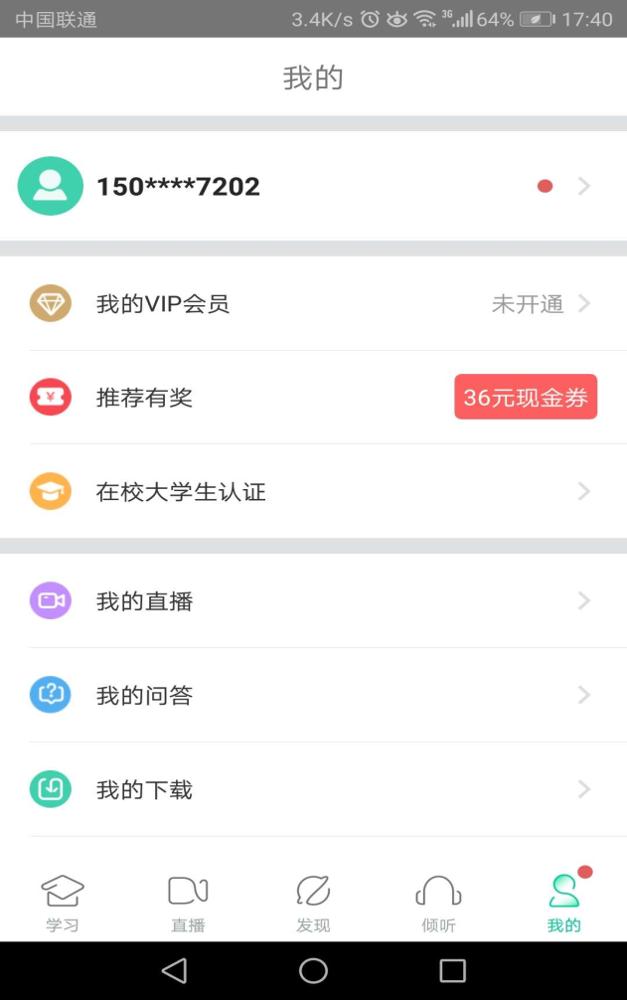 中国联通 3.4K/s 3G 64% 17:40
我的
150****7202
我的VIP会员 未开通
推荐有奖 36元现金券
在校大学生认证
我的直播
我的问答
我的下载
学习 直播 发现 倾听 我的